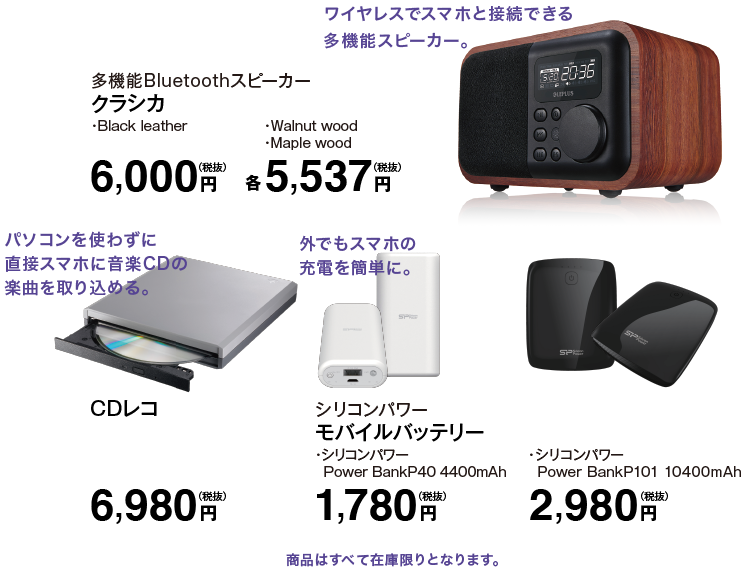 ワイヤレスでスマホと接続できる
多機能スピーカー。
20:36
多機能Bluetoothスピーカー
クラシカ
・Black leather
・Walnut wood
・Maple wood
6,000円(税抜)
各5,537円(税抜)
パソコンを使わずに
直接スマホに音楽CDの
楽曲を取り込める。
外でもスマホの
充電を簡単に。
SP
SP
SP
SP
CDレコ
6,980円(税抜)
シリコンパワー
モバイルバッテリー
・シリコンパワー
Power BankP40 4400mAh
1,780円(税抜)
・シリコンパワー
Power BankP101 10400mAh
2,980円(税抜)
商品はすべて在庫限りとなります。